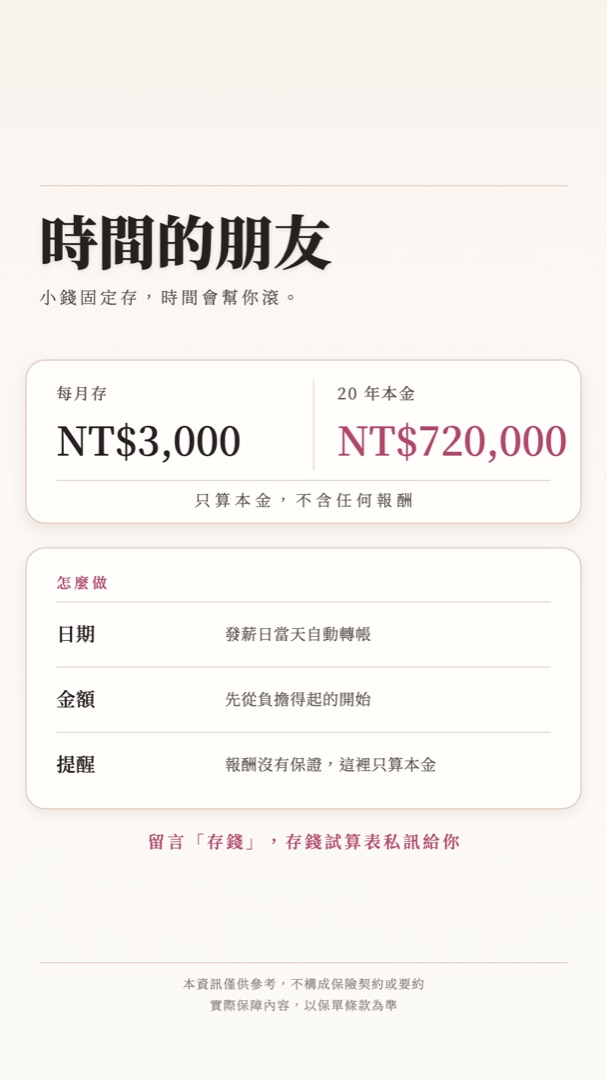 時間的朋友
小錢固定存，時間會幫你滾。
每月存
20 年本金
NT$3,000
NT$720,000
只算本金，不含任何報酬
怎麼做
日期
發薪日當天自動轉帳
金額
先從負擔得起的開始
提醒
報酬沒有保證，這裡只算本金
留言「存錢」，存錢試算表私訊給你
本資訊僅供參考，不構成保險契約或要約
實際保障內容，以保單條款為準